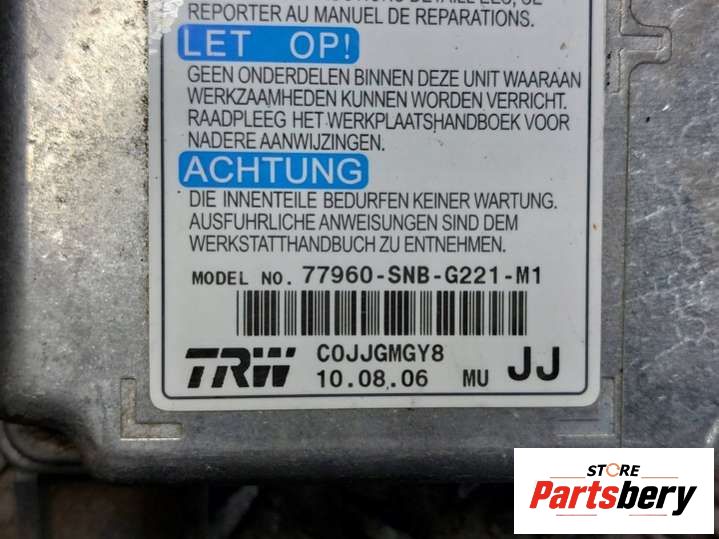 REPORTER AU MANUEL DE REPARATIONS.
LET OP!
GEEN ONDERDELEN BINNEN DEZE UNIT WAARAAN
WERKZAAMHEDEN KUNNEN WORDEN VERRICHT.
RAADPLEEG HET WERKPLAATSHANDBOEK VOOR
NADERE AANWIJZINGEN.
ACHTUNG
DIE INNENTEILE BEDURFEN KEINER WARTUNG.
AUSFUHRLICHE ANWEISUNGEN SIND DEM
WERKSTATTHANDBUCH ZU ENTNEHMEN.
MODEL NO. 77960-SNB-G221-M1
TRW C0JJGMGY8
10.08.06 MU JJ
STORE
Partsbery